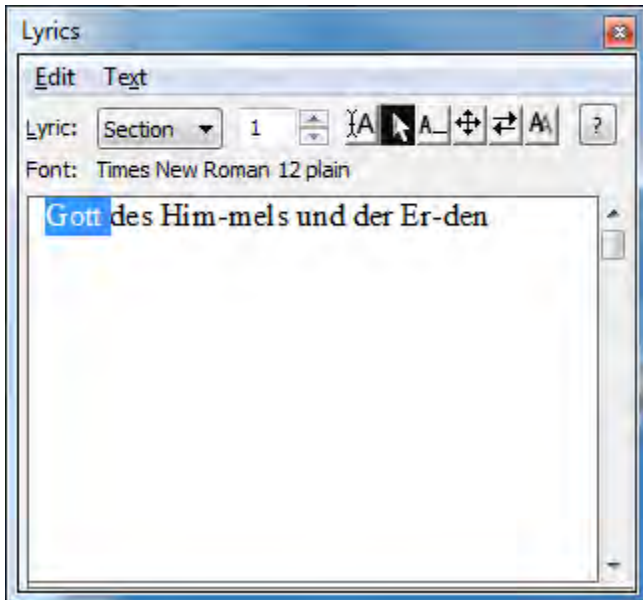 Lyrics
Edit Text
Lyric: Section 1 A A_ A ?
Font: Times New Roman 12 plain
Gott des Him-mels und der Er-den